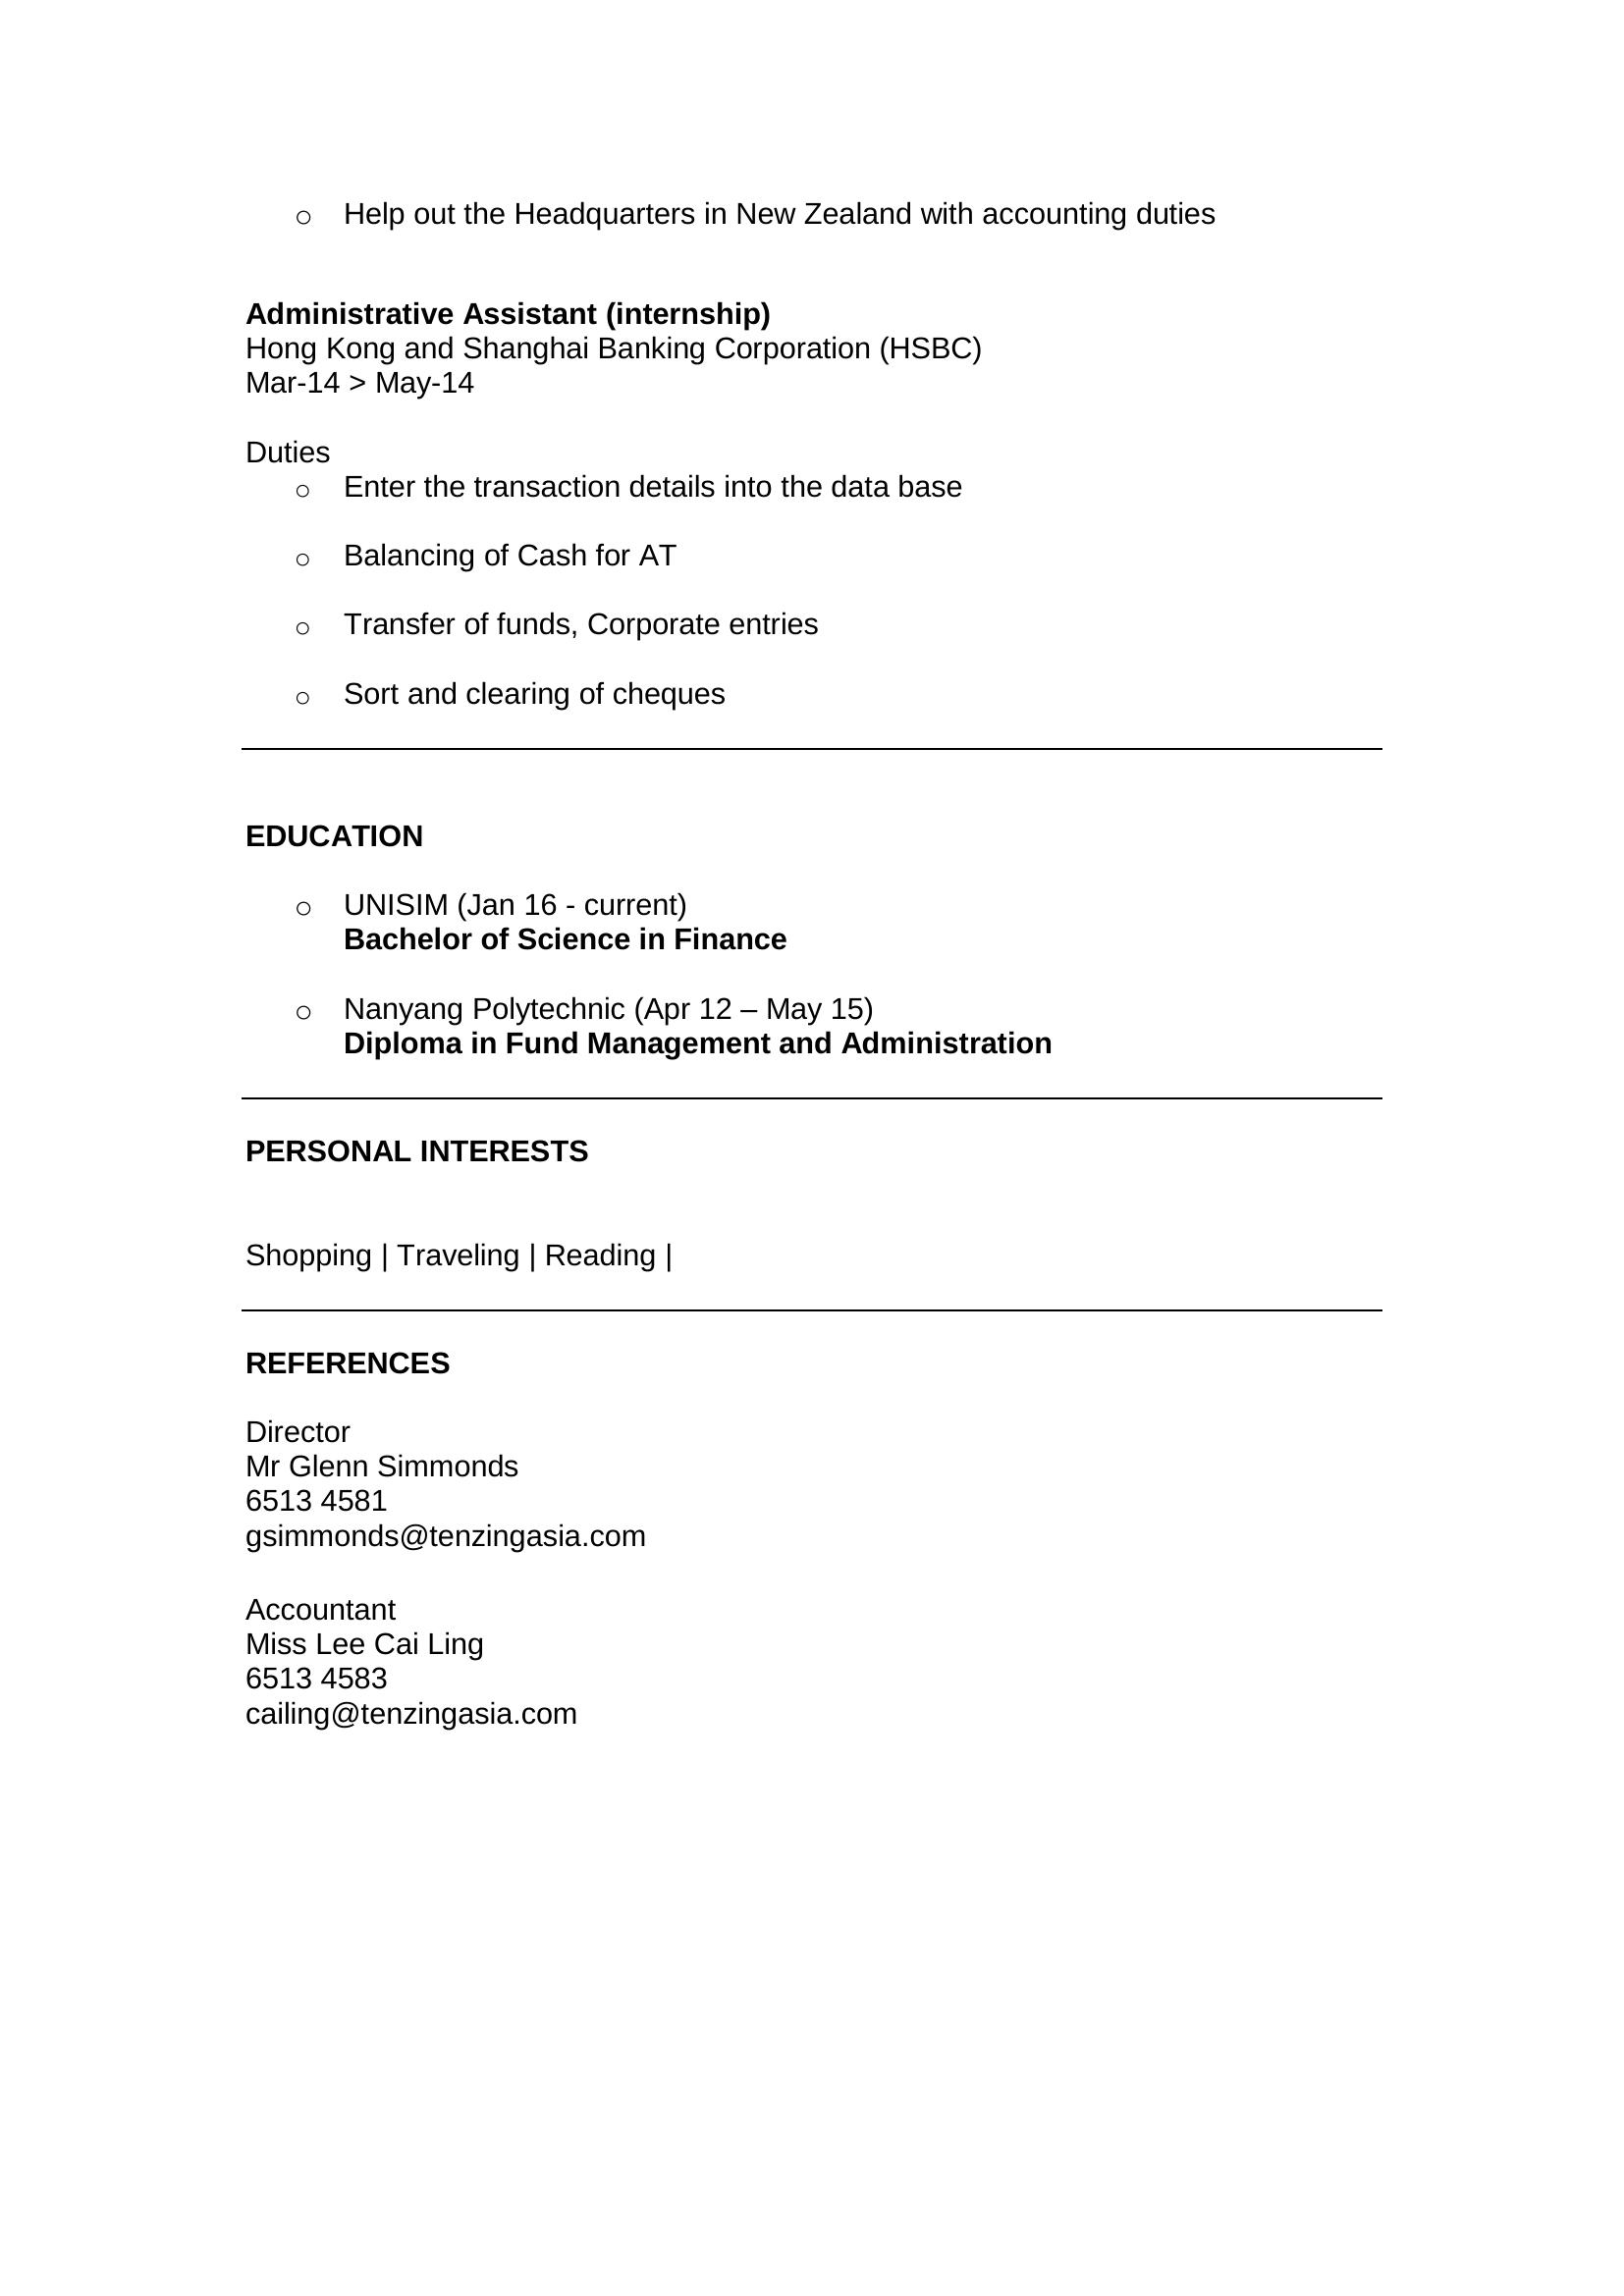 o Help out the Headquarters in New Zealand with accounting duties
Administrative Assistant (internship)
Hong Kong and Shanghai Banking Corporation (HSBC)
Mar-14 > May-14
Duties
o Enter the transaction details into the data base
o Balancing of Cash for AT
o Transfer of funds, Corporate entries
o Sort and clearing of cheques
EDUCATION
o UNISIM (Jan 16 - current)
Bachelor of Science in Finance
o Nanyang Polytechnic (Apr 12 – May 15)
Diploma in Fund Management and Administration
PERSONAL INTERESTS
Shopping | Traveling | Reading |
REFERENCES
Director
Mr Glenn Simmonds
6513 4581
gsimmonds@tenzingasia.com
Accountant
Miss Lee Cai Ling
6513 4583
cailing@tenzingasia.com